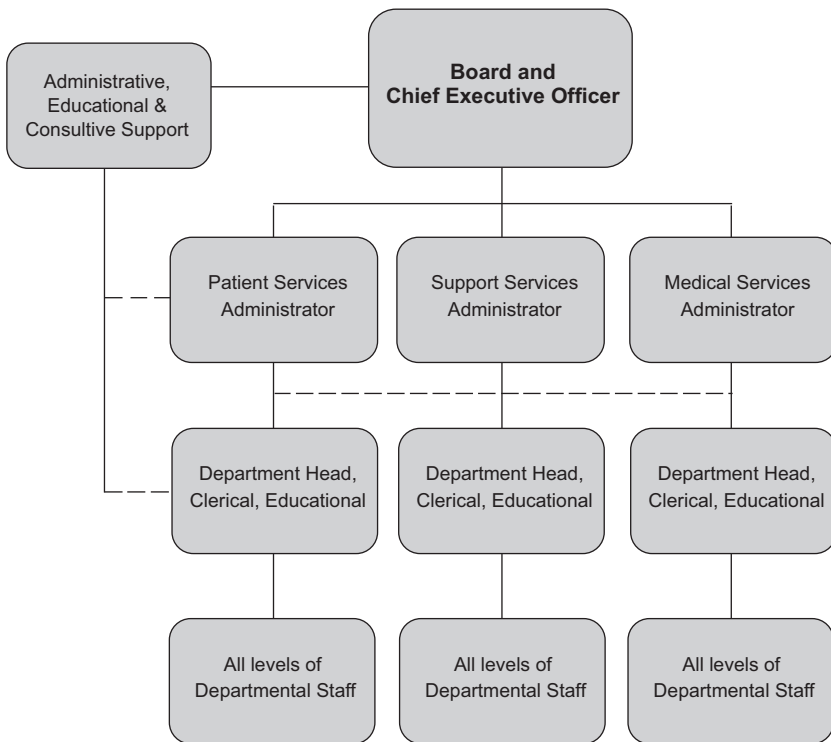 Board and
Chief Executive Officer
Administrative,
Educational &
Consultive Support
Patient Services
Administrator
Support Services
Administrator
Medical Services
Administrator
Department Head,
Clerical, Educational
Department Head,
Clerical, Educational
Department Head,
Clerical, Educational
All levels of
Departmental Staff
All levels of
Departmental Staff
All levels of
Departmental Staff